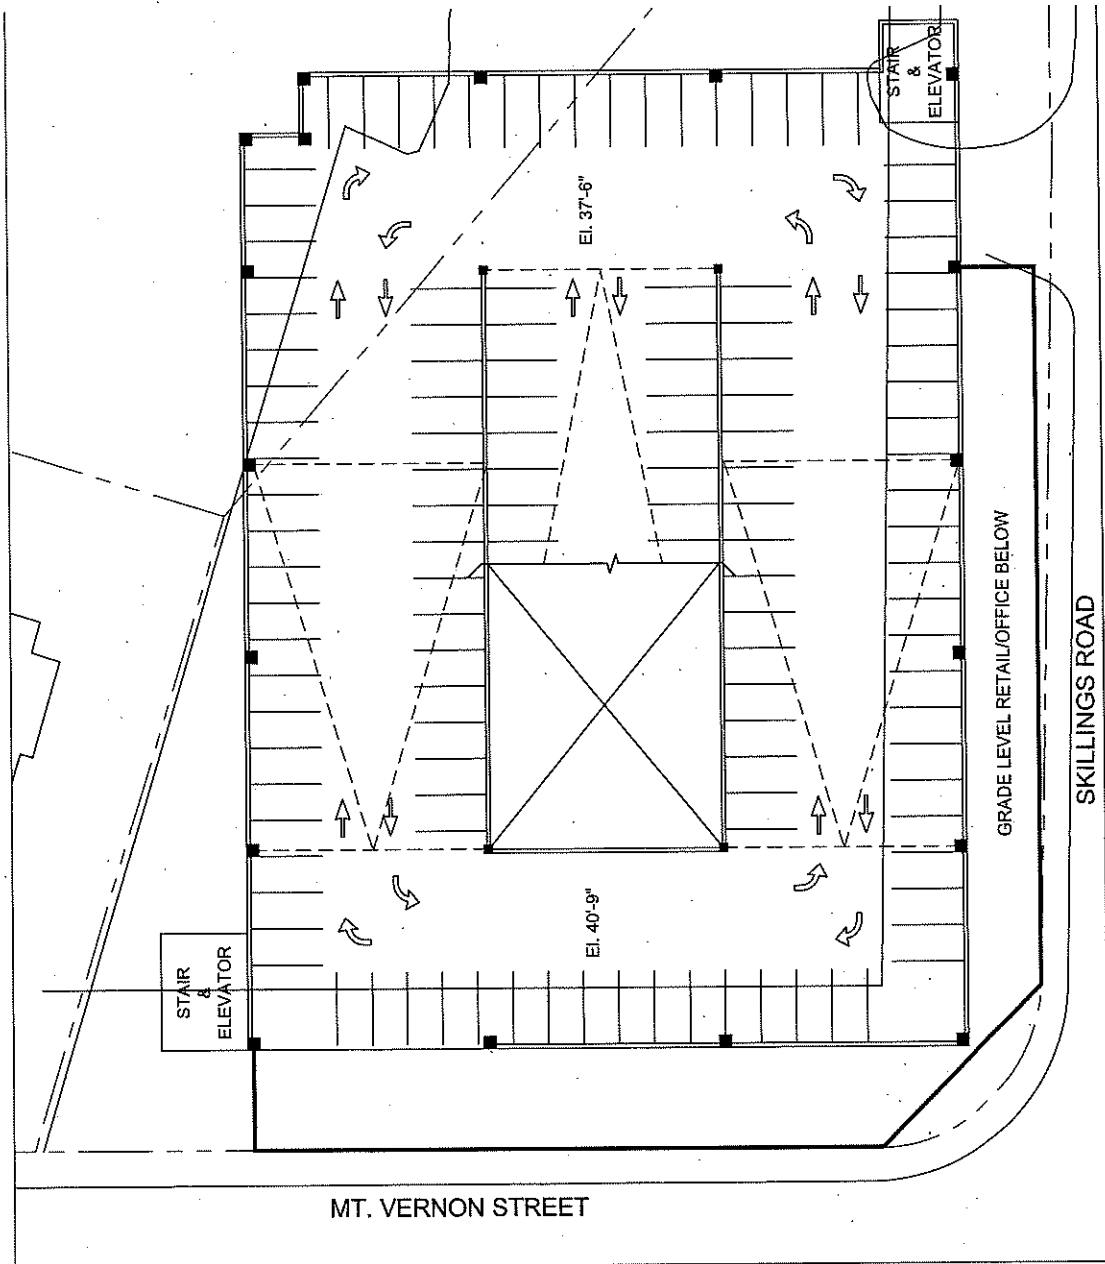 STAIR
&
ELEVATOR
El. 37'-6"
GRADE LEVEL RETAIL/OFFICE BELOW
SKILLINGS ROAD
El. 40'-9"
STAIR
&
ELEVATOR
MT. VERNON STREET